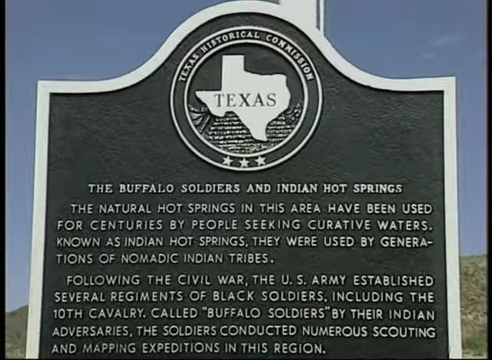 TEXAS HISTORICAL COMMISSION
TEXAS
THE BUFFALO SOLDIERS AND INDIAN HOT SPRINGS
THE NATURAL HOT SPRINGS IN THIS AREA HAVE BEEN USED
FOR CENTURIES BY PEOPLE SEEKING CURATIVE WATERS.
KNOWN AS INDIAN HOT SPRINGS, THEY WERE USED BY GENERA-
TIONS OF NOMADIC INDIAN TRIBES.
FOLLOWING THE CIVIL WAR, THE U.S. ARMY ESTABLISHED
SEVERAL REGIMENTS OF BLACK SOLDIERS, INCLUDING THE
10TH CAVALRY. CALLED "BUFFALO SOLDIERS" BY THEIR INDIAN
ADVERSARIES, THE SOLDIERS CONDUCTED NUMEROUS SCOUTING
AND MAPPING EXPEDITIONS IN THIS REGION.